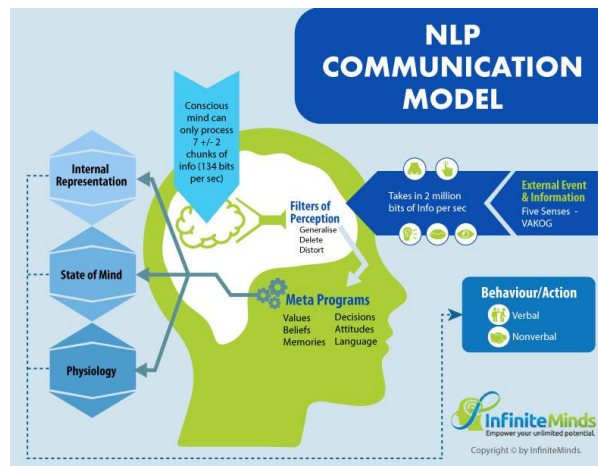 NLP
COMMUNICATION
MODEL
Conscious
mind can
only process
7 +/- 2
chunks of
info (134 bits
per sec)
Internal
Representation
State of Mind
Physiology
Filters of
Perception
Generalise
Delete
Distort
Takes in 2 million
bits of Info per sec
External Event
& Information
Five Senses -
VAKOG
Meta Programs
Values
Beliefs
Memories
Decisions
Attitudes
Language
Behaviour/Action
Verbal
Nonverbal
InfiniteMinds
Empower your unlimited potential.
Copyright © by InfiniteMinds.